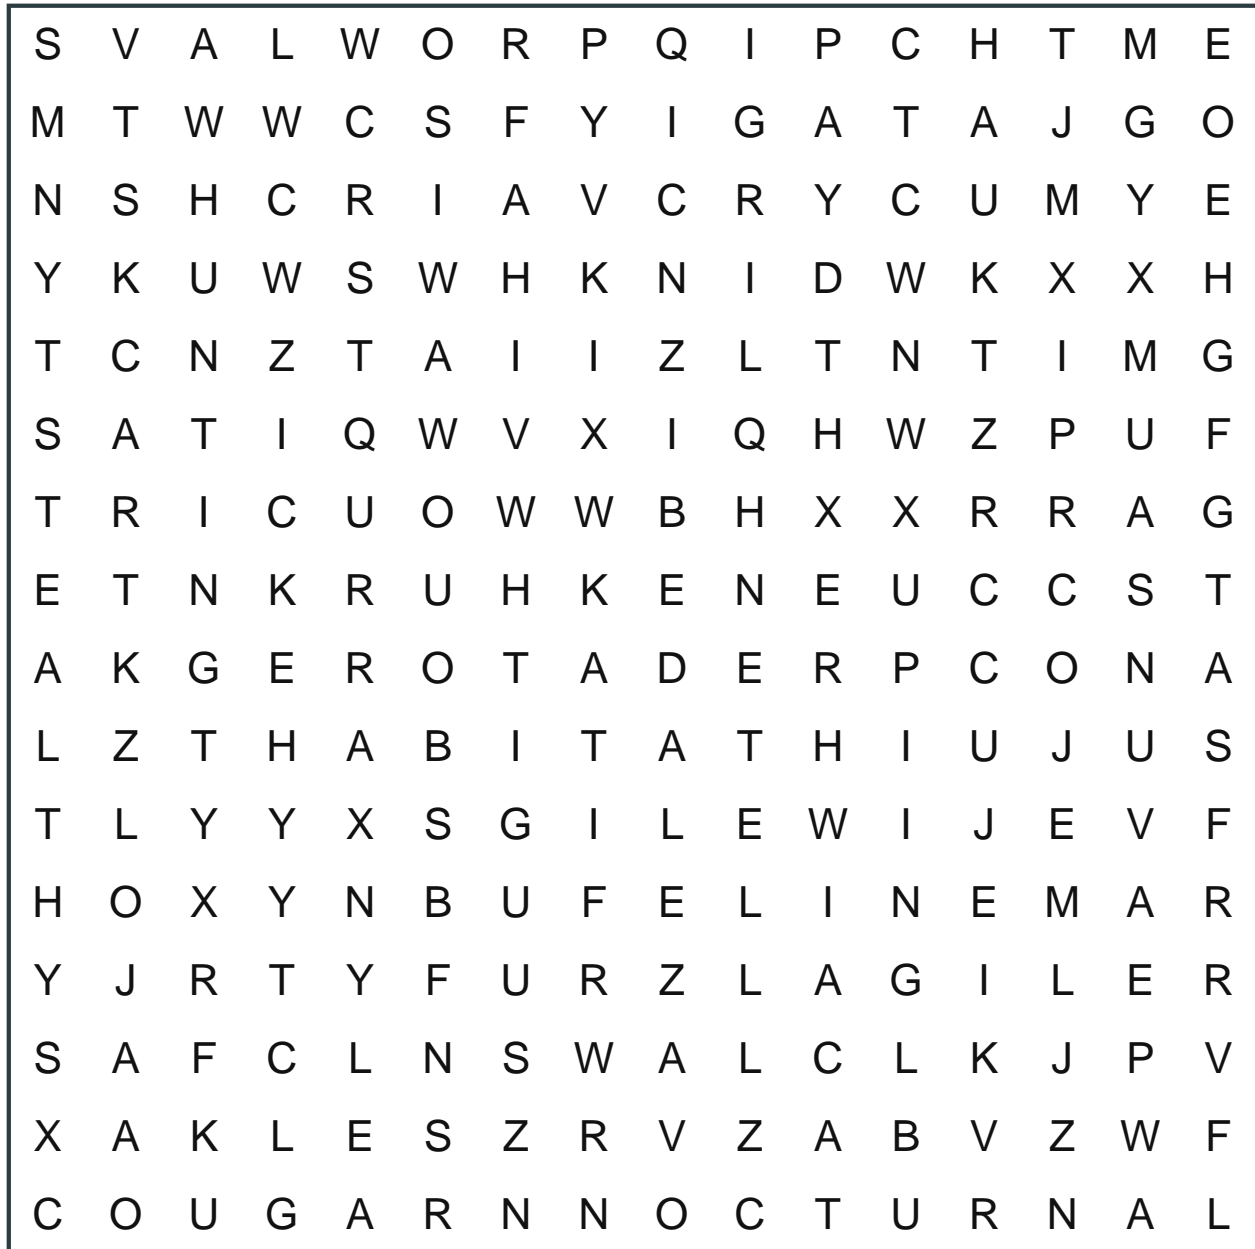 S V A L W O R P Q I P C H T M E
M T W W C S F Y I G A T A J G O
N S H C R I A V C R Y C U M Y E
Y K U W S W H K N I D W K X X H
T C N Z T A I I Z L T N T I M G
S A T I Q W V X I Q H W Z P U F
T R I C U O W W B H X X R R A G
E T N K R U H K E N E U C C S T
A K G E R O T A D E R P C O N A
L Z T H A B I T A T H I U J U S
T L Y Y X S G I L E W I J E V F
H O X Y N B U F E L I N E M A R
Y J R T Y F U R Z L A G I L E R
S A F C L N S W A L C L K J P V
X A K L E S Z R V Z A B V Z W F
C O U G A R N N O C T U R N A L